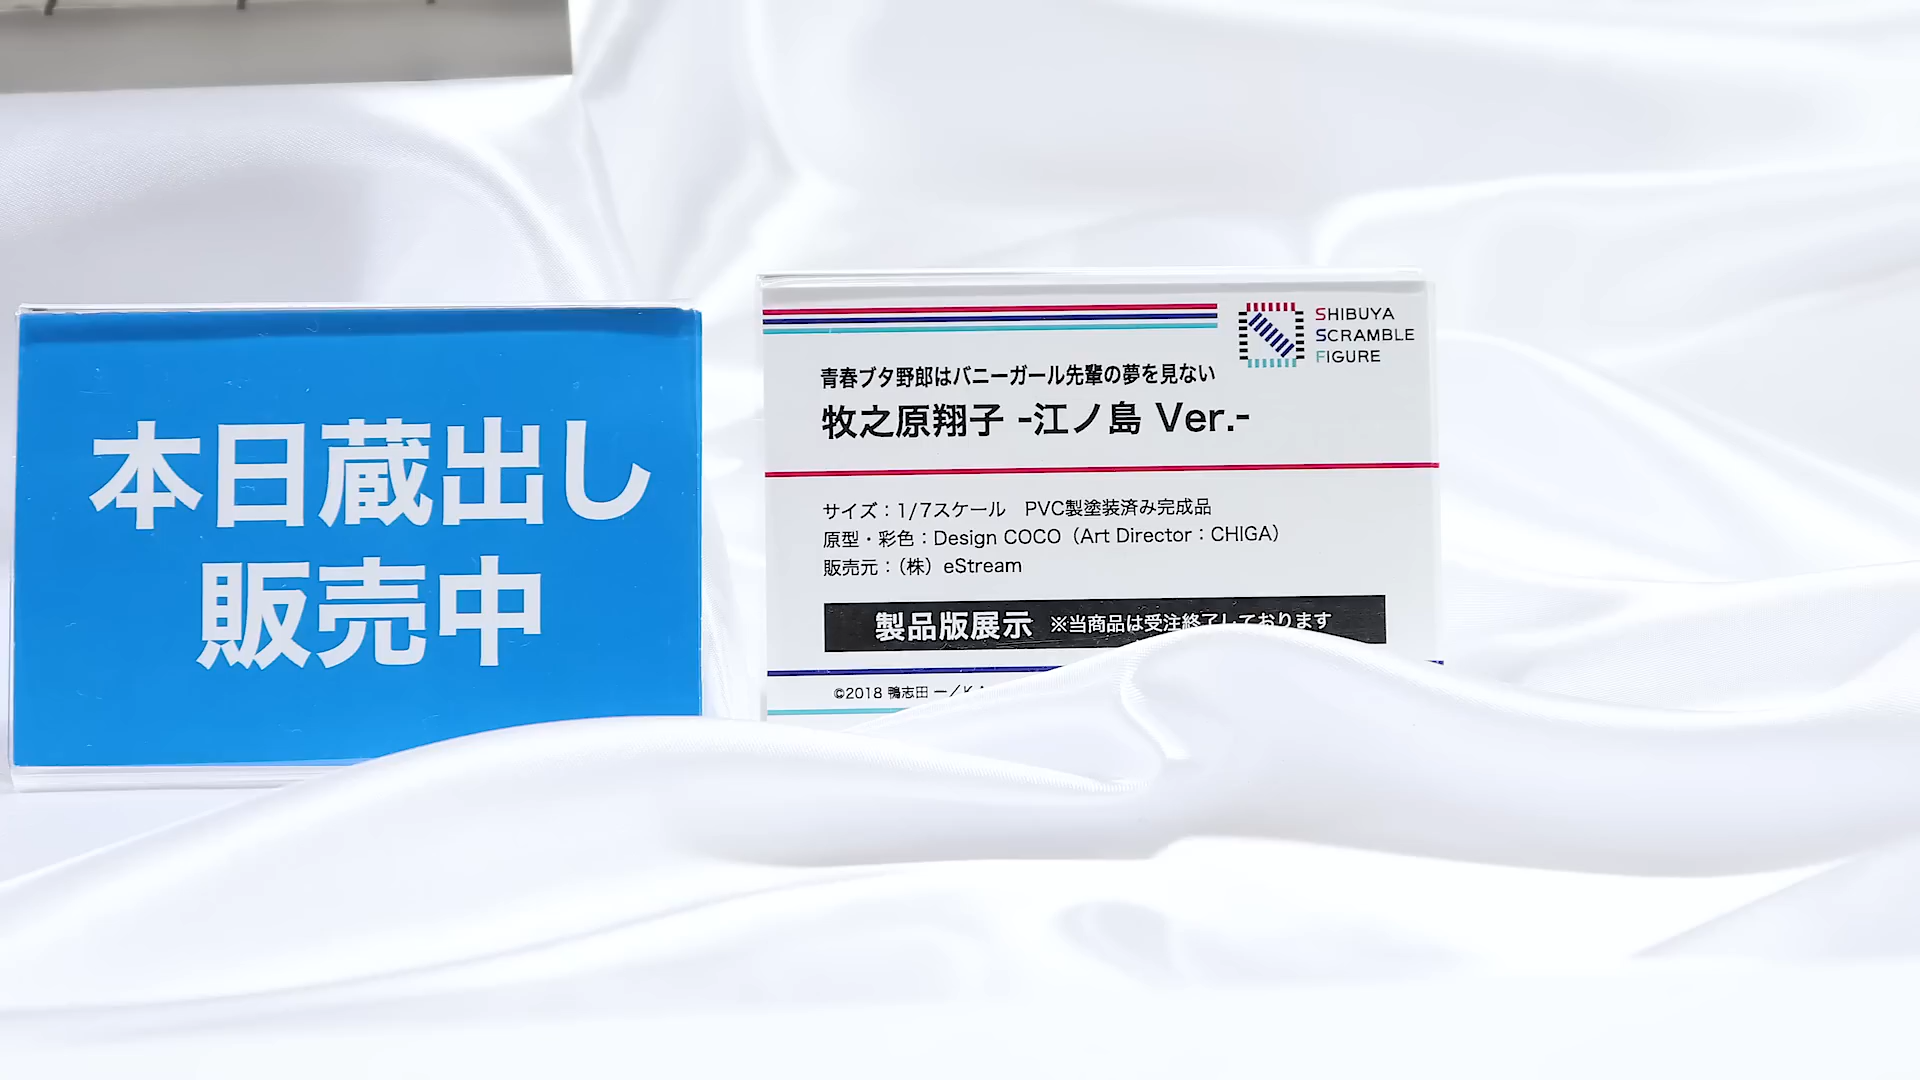 本日蔵出し
販売中
SHIBUYA
SCRAMBLE
FIGURE
青春ブタ野郎はバニーガール先輩の夢を見ない
牧之原翔子 -江ノ島 Ver.-
サイズ：1/7スケール　PVC製塗装済み完成品
原型・彩色：Design COCO（Art Director：CHIGA）
販売元：（株）eStream
製品版展示 ※当商品は受注終了しております
©2018 鴨志田 一／